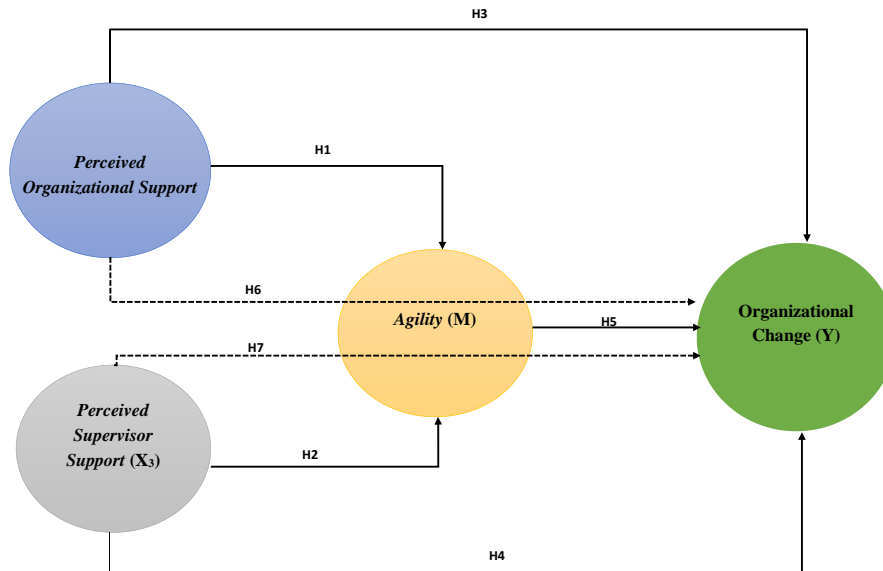 H3
H1
Perceived
Organizational Support
H6
Agility (M)
H5
Organizational
Change (Y)
H7
Perceived
Supervisor
Support (X₃)
H2
H4